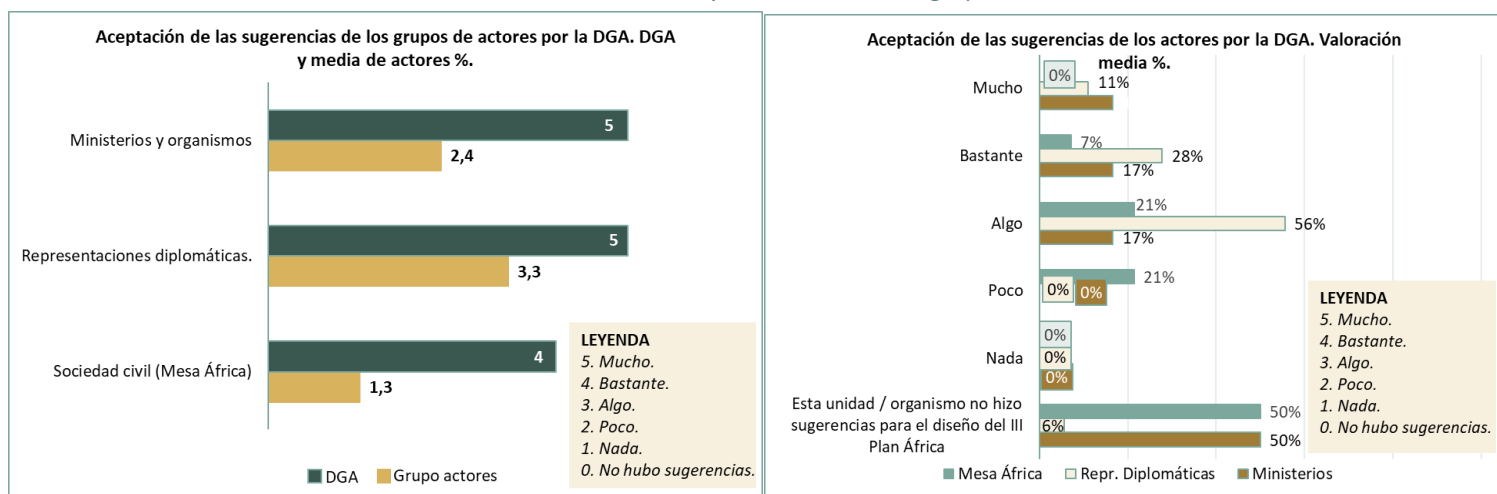 Aceptación de las sugerencias de los grupos de actores por la DGA. DGA
y media de actores %.
Ministerios y organismos
5
2,4
Representaciones diplomáticas.
5
3,3
Sociedad civil (Mesa África)
4
1,3
LEYENDA
5. Mucho.
4. Bastante.
3. Algo.
2. Poco.
1. Nada.
0. No hubo sugerencias.
DGA
Grupo actores
Aceptación de las sugerencias de los actores por la DGA. Valoración
media %.
Mucho
0%
11%
Bastante
7%
28%
17%
Algo
21%
56%
17%
Poco
21%
0%
0%
Nada
0%
0%
0%
Esta unidad / organismo no hizo
sugerencias para el diseño del III
Plan África
50%
6%
50%
LEYENDA
5. Mucho.
4. Bastante.
3. Algo.
2. Poco.
1. Nada.
0. No hubo sugerencias.
Mesa África
Repr. Diplomáticas
Ministerios